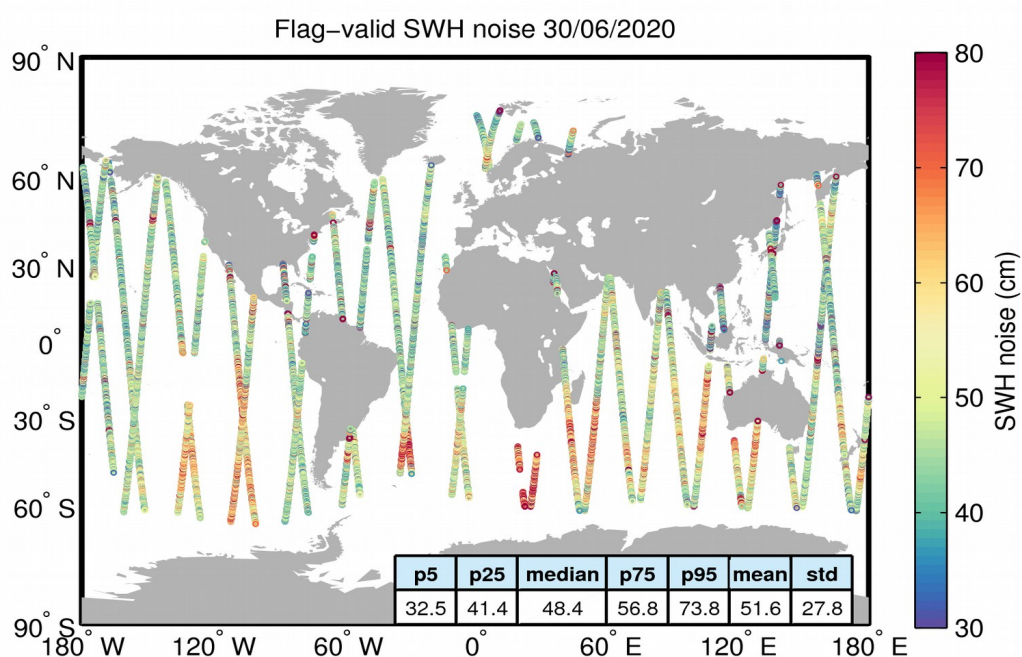 Flag−valid SWH noise 30/06/2020
90° N
60° N
30° N
0°
30° S
60° S
90° S
180° W
120° W
60° W
0°
60° E
120° E
180° E
80
70
60
50
40
30
SWH noise (cm)
p5 p25 median p75 p95 mean std
32.5 41.4 48.4 56.8 73.8 51.6 27.8